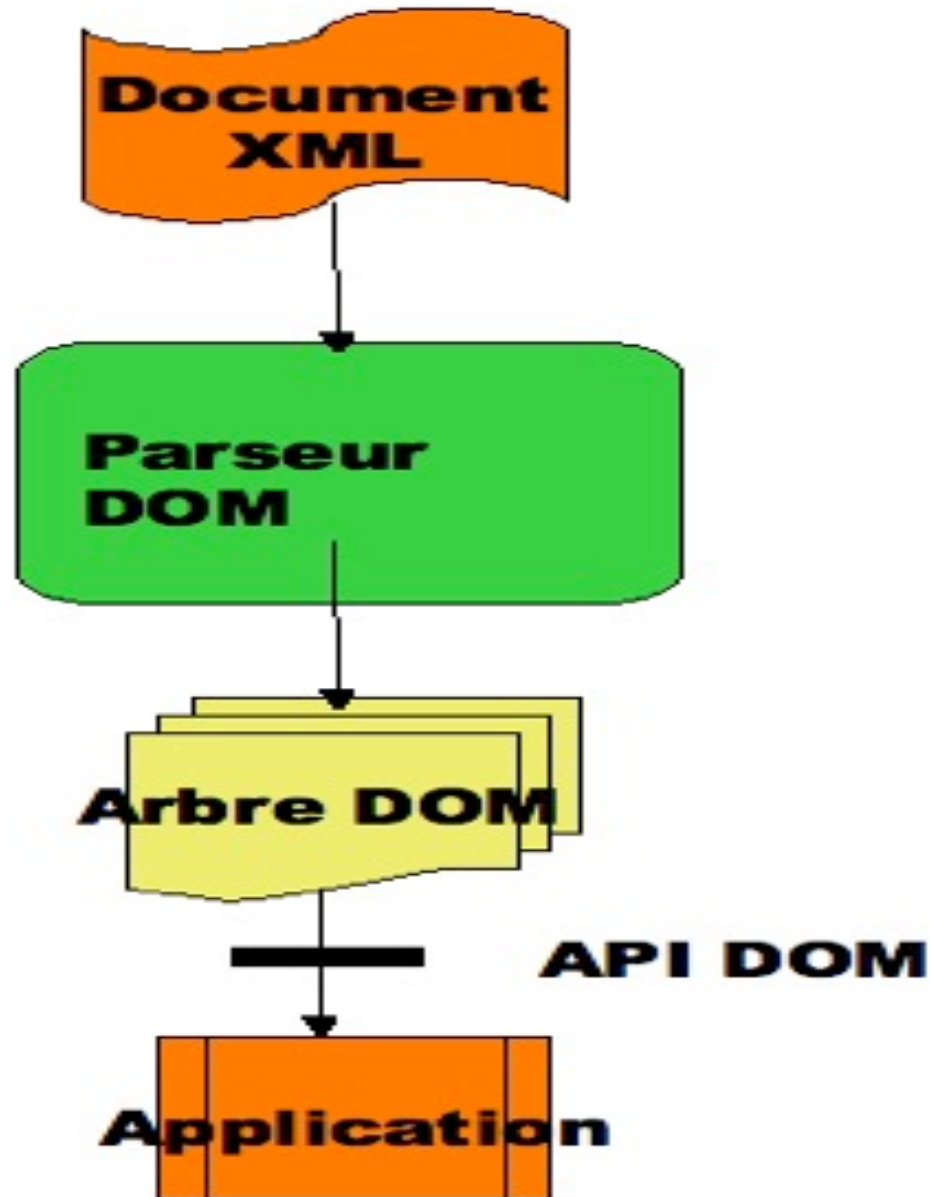 Document
XML
Parseur
DOM
Arbre DOM
API DOM
Application